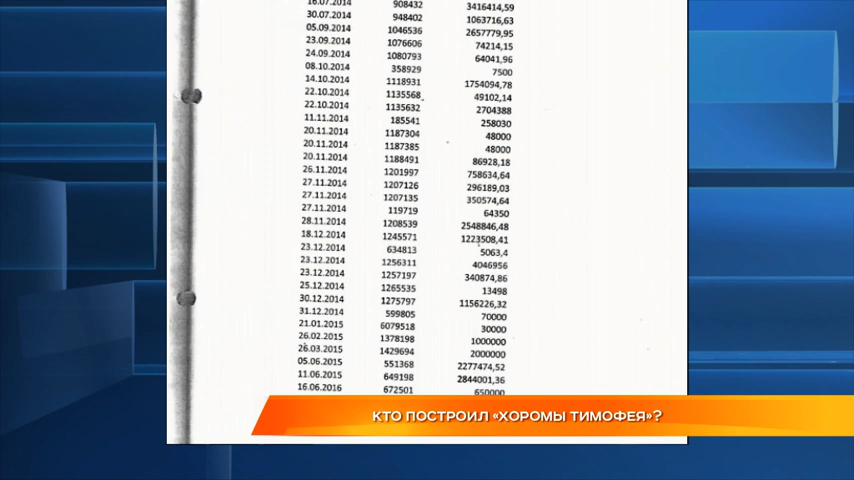 16.07.2014 908432 3416414,59
30.07.2014 948402 1063716,63
05.09.2014 1046536 2657779,95
23.09.2014 1076606 74214,15
24.09.2014 1080793 64041,96
08.10.2014 358929 7500
14.10.2014 1118931 1754094,78
22.10.2014 1135568 49102,14
22.10.2014 1135632 2704388
11.11.2014 185541 258030
20.11.2014 1187304 48000
20.11.2014 1187385 48000
20.11.2014 1188491 86928,18
26.11.2014 1201997 758634,64
27.11.2014 1207126 296189,03
27.11.2014 1207135 350574,64
27.11.2014 119719 64350
28.11.2014 1208539 2548846,48
18.12.2014 1245571 1223508,41
23.12.2014 634813 5063,4
23.12.2014 1256311 4046956
23.12.2014 1257197 340874,86
25.12.2014 1265535 13498
30.12.2014 1275797 1156226,32
31.12.2014 599805 70000
21.01.2015 6079518 30000
26.02.2015 1378198 1000000
26.03.2015 1429694 2000000
05.06.2015 551368 2277474,52
11.06.2015 649198 2844001,36
16.06.2016 672501 650000
КТО ПОСТРОИЛ «ХОРОМЫ ТИМОФЕЯ»?